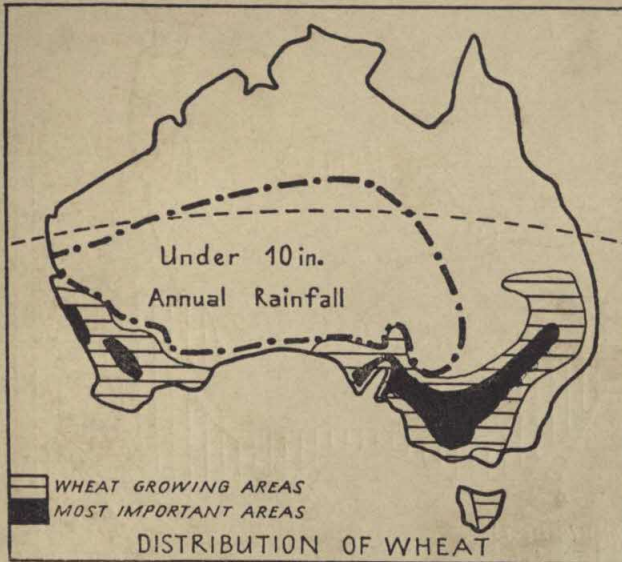 Under 10 in.
Annual Rainfall
WHEAT GROWING AREAS
MOST IMPORTANT AREAS
DISTRIBUTION OF WHEAT